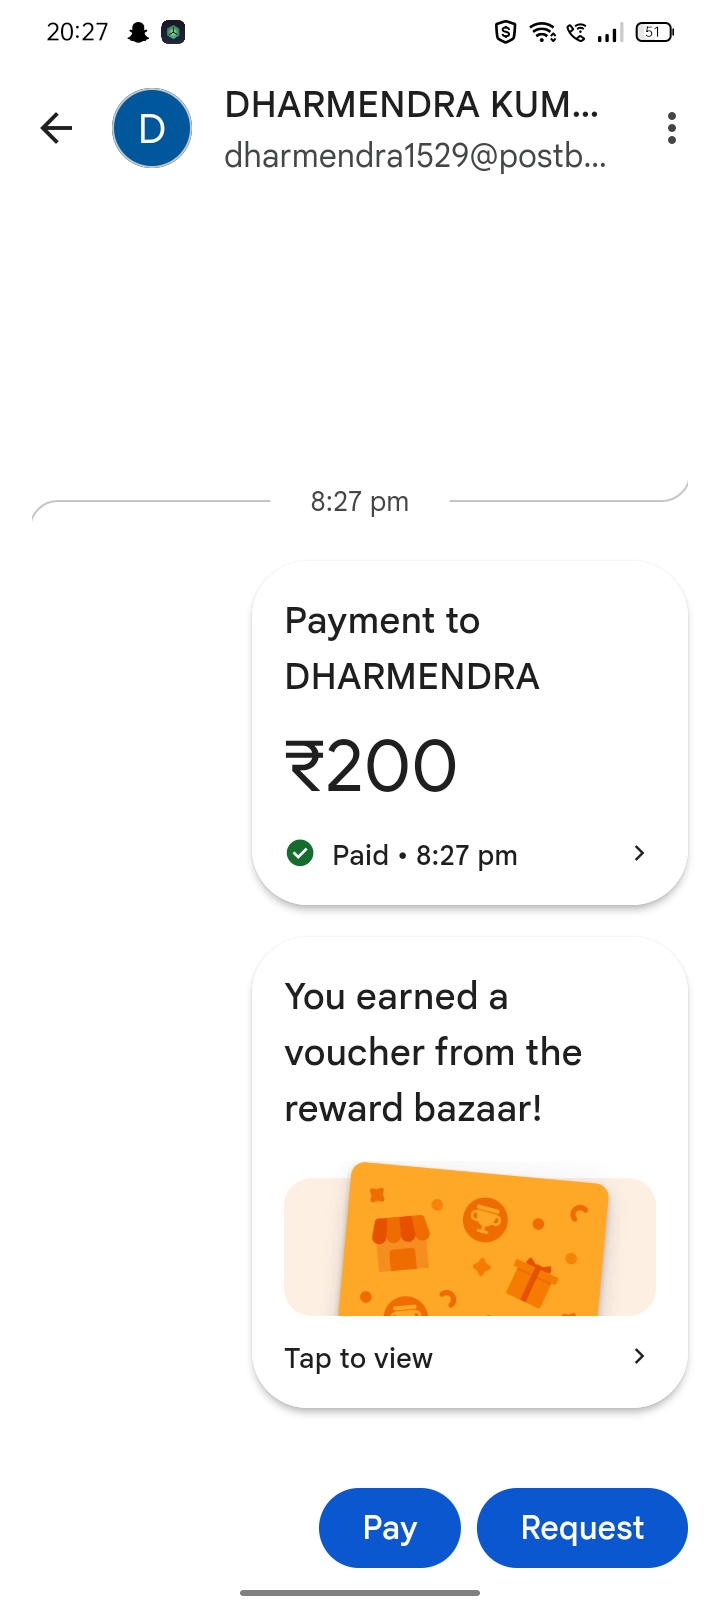 20:27
51
D
DHARMENDRA KUM...
dharmendra1529@postb...
8:27 pm
Payment to
DHARMENDRA
₹200
Paid • 8:27 pm
You earned a
voucher from the
reward bazaar!
Tap to view
Pay
Request